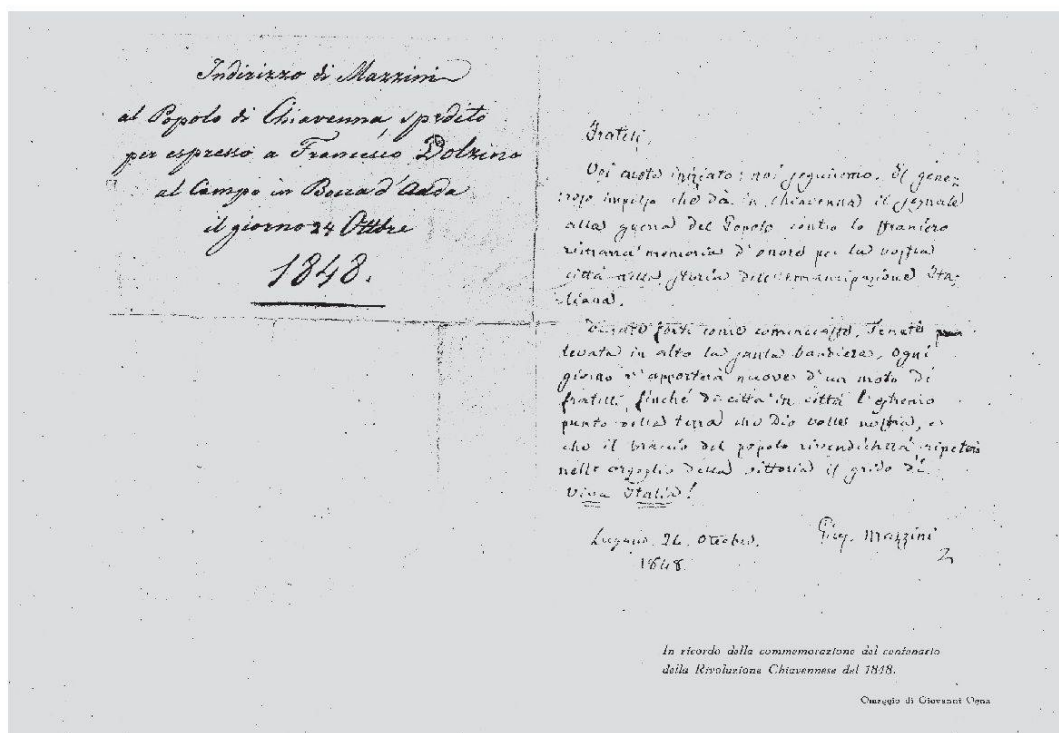 Indirizzo di Mazzini
al Popolo di Chiavenna spedito
per espresso a Francesco Dolzino
al Campo in Bocca d'Adda
il giorno 24 Ottbre
1848.
Fratelli,
Voi avete iniziato: noi seguiremo. Il gene-
roso impulso che dà in Chiavenna il segnale
alla guerra del Popolo contro lo straniero
rimarrà memoria d'onore per la vostra
città nella storia dell'emancipazione Ita-
liana.
Durate forti come cominciaste. Tenete
levata in alto la santa bandiera. Ogni
giorno v'apporterà nuove d'un moto di
fratelli, finché di città in città l'estremo
punto della terra che Dio volle nostra, e
che il braccio del popolo rivendicherà, ripeterà
nello orgoglio della vittoria il grido di
Viva Italia!
Lugano, 24 Ottobre.
1848
Gius. Mazzini
In ricordo della commemorazione del centenario
della Rivoluzione Chiavennese del 1848.
Omaggio di Giovanni Ogna